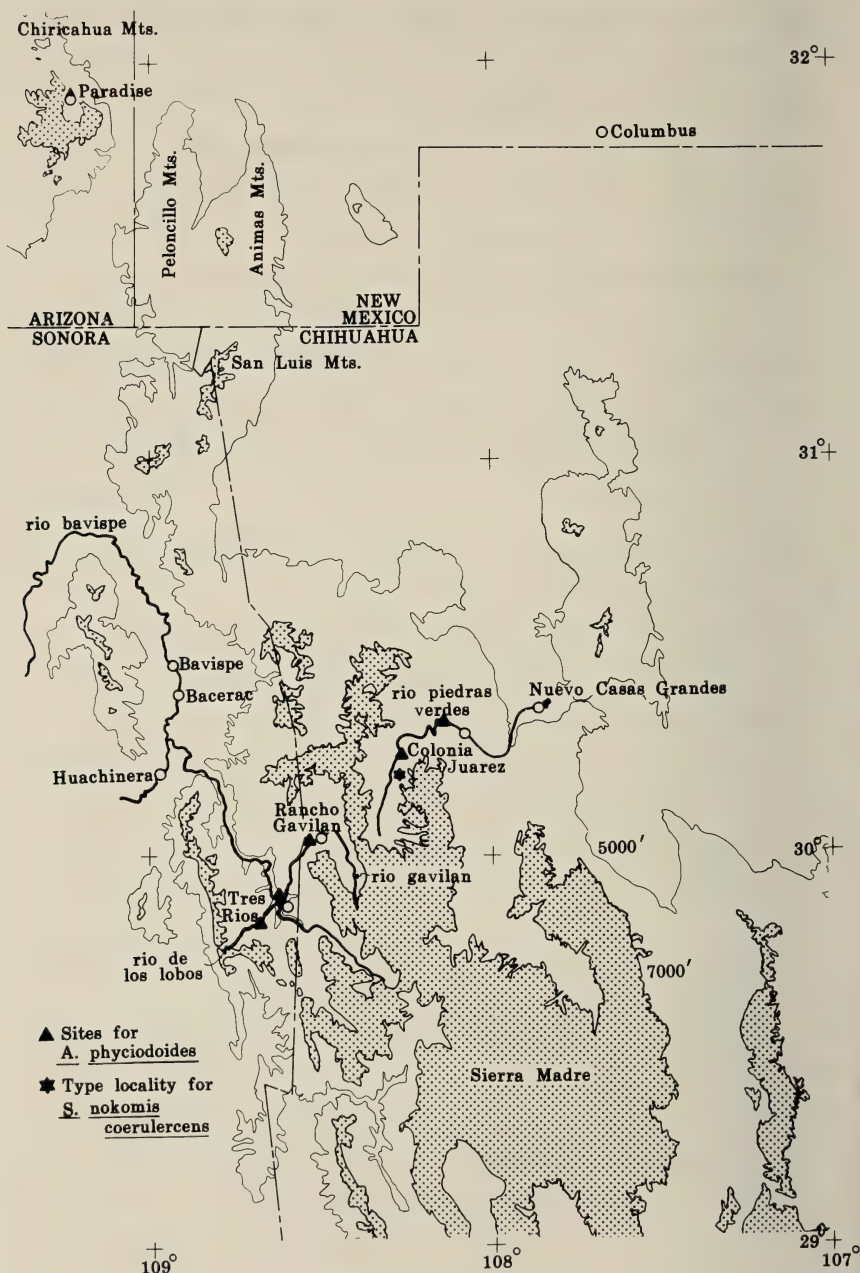 Chiricahua Mts.
32°
Paradise
Columbus
Peloncillo Mts.
Animas Mts.
ARIZONA
SONORA
NEW
MEXICO
CHIHUAHUA
San Luis Mts.
31°
rio bavispe
Bavispe
Bacerac
rio piedras
verdes
Nuevo Casas Grandes
Colonia
Juarez
Huachinera
Rancho
Gavilan
5000'
30°
rio gavilan
Tres
Rios
rio de
los lobos
7000'
▲ Sites for
A. phyciodoides
Sierra Madre
✱ Type locality for
S. nokomis
coerulercens
29°
109°
108°
107°